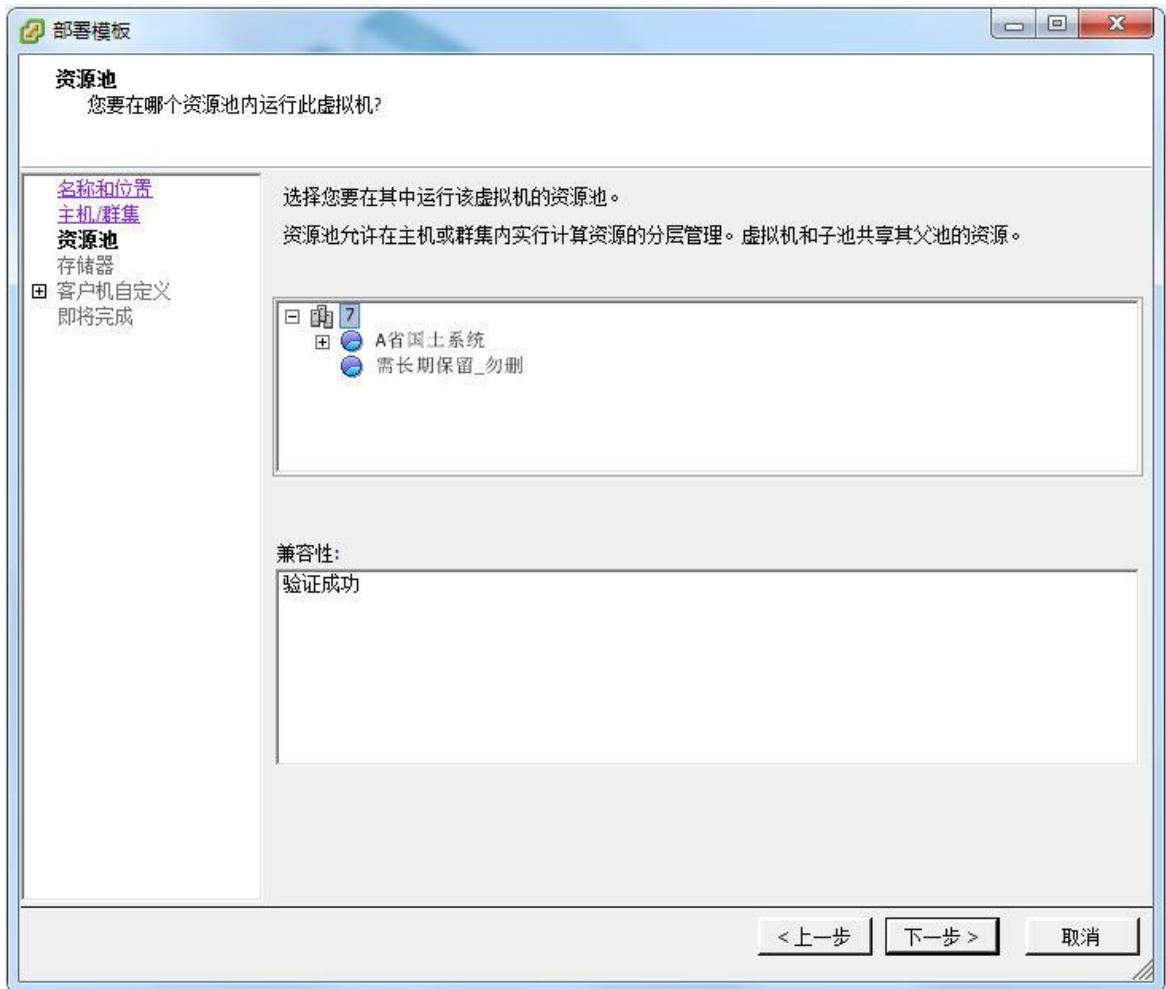 部署模板
资源池
您要在哪个资源池内运行此虚拟机?
名称和位置
主机/群集
资源池
存储器
客户机自定义
即将完成
选择您要在其中运行该虚拟机的资源池。
资源池允许在主机或群集内实行计算资源的分层管理。虚拟机和子池共享其父池的资源。
7
A省国土系统
需长期保留_勿删
兼容性:
验证成功
<上一步
下一步>
取消